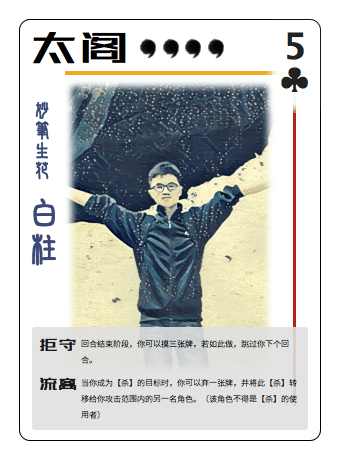 太阁
5
妙笔生花
白柱
拒守 回合结束阶段，你可以摸三张牌，若如此做，跳过你下个回
合。
流离 当你成为【杀】的目标时，你可以弃一张牌，并将此【杀】转
移给你攻击范围内的另一名角色。（该角色不得是【杀】的使
用者）